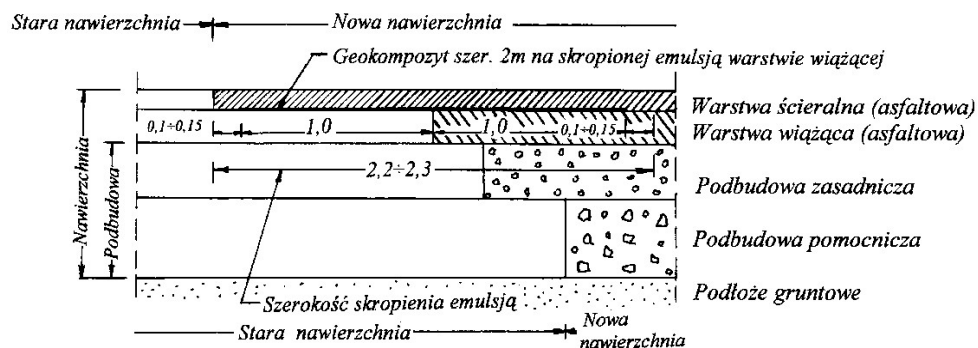 Stara nawierzchnia
Nowa nawierzchnia
Geokompozyt szer. 2m na skropionej emulsją warstwie wiążącej
Warstwa ścieralna (asfaltowa)
0,1÷0,15
1,0
1,0
0,1÷0,15
Warstwa wiążąca (asfaltowa)
2,2÷2,3
Podbudowa zasadnicza
Nawierzchnia
Podbudowa
Podbudowa pomocnicza
Szerokość skropienia emulsją
Podłoże gruntowe
Stara nawierzchnia
Nowa
nawierzchnia